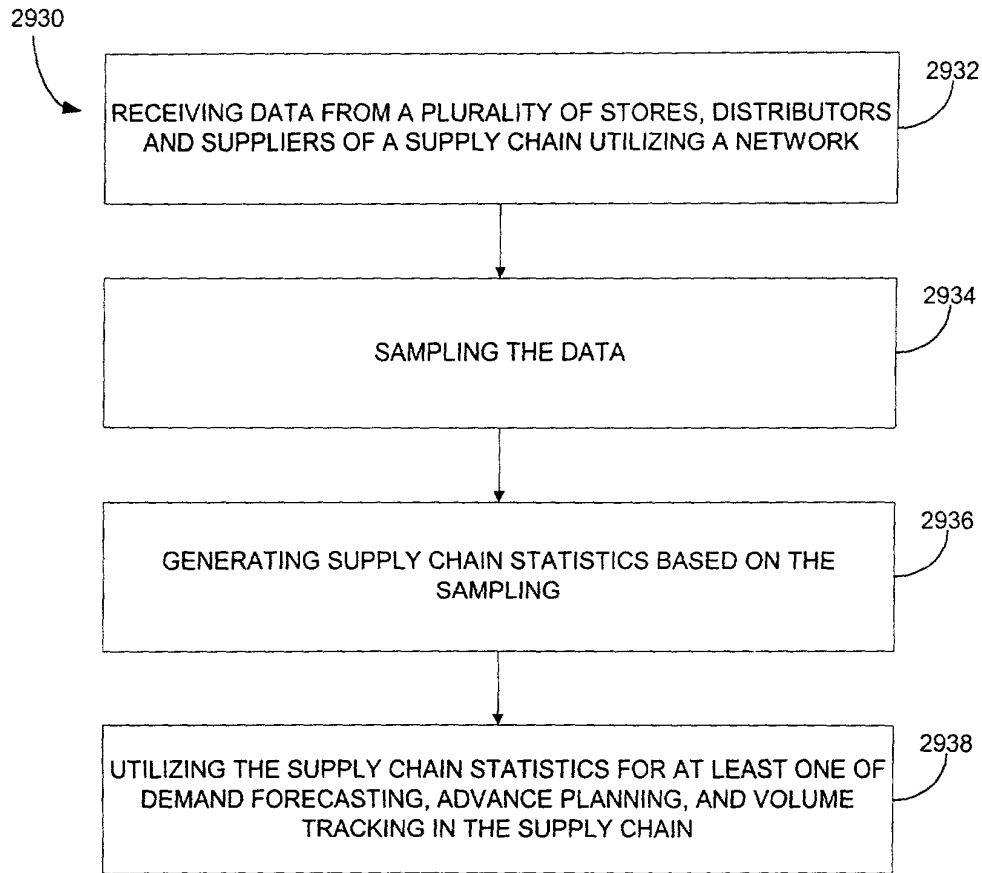 2930
2932
RECEIVING DATA FROM A PLURALITY OF STORES, DISTRIBUTORS
AND SUPPLIERS OF A SUPPLY CHAIN UTILIZING A NETWORK
2934
SAMPLING THE DATA
2936
GENERATING SUPPLY CHAIN STATISTICS BASED ON THE
SAMPLING
2938
UTILIZING THE SUPPLY CHAIN STATISTICS FOR AT LEAST ONE OF
DEMAND FORECASTING, ADVANCE PLANNING, AND VOLUME
TRACKING IN THE SUPPLY CHAIN